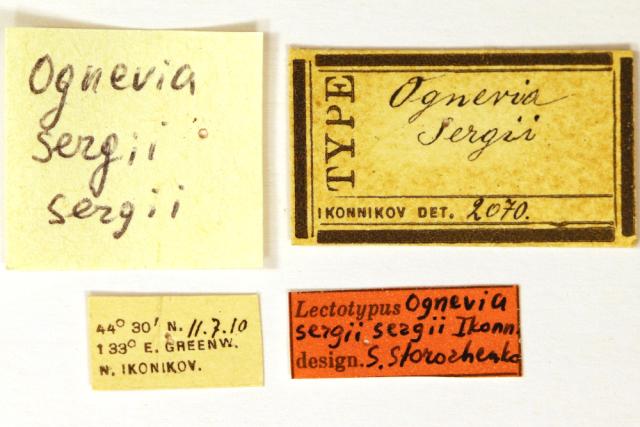 Ognevia
sergii
sergii
TYPE
Ognevia
Sergii
IKONNIKOV DET. 2070.
44° 30' N. 11.7.10
133° E. GREENW.
N. IKONIKOV.
Lectotypus Ognevia
sergii sergii Ikonn.
design. S. Storozhenko